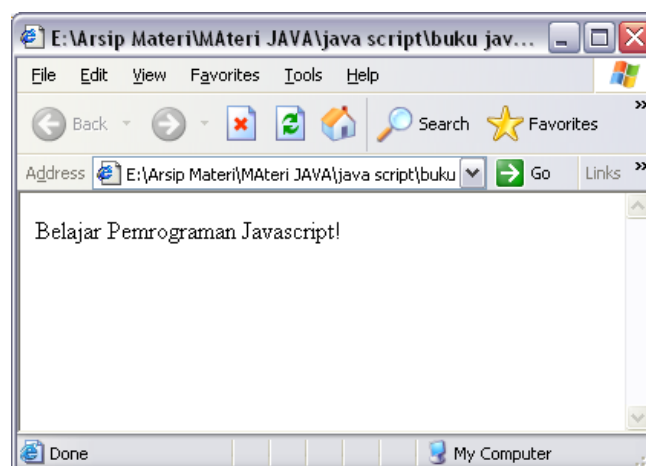 E:\Arsip Materi\MAteri JAVA\java script\buku jav...
File Edit View Favorites Tools Help
Back Search Favorites
Address E:\Arsip Materi\MAteri JAVA\java script\buku Go Links
Belajar Pemrograman Javascript!
Done My Computer